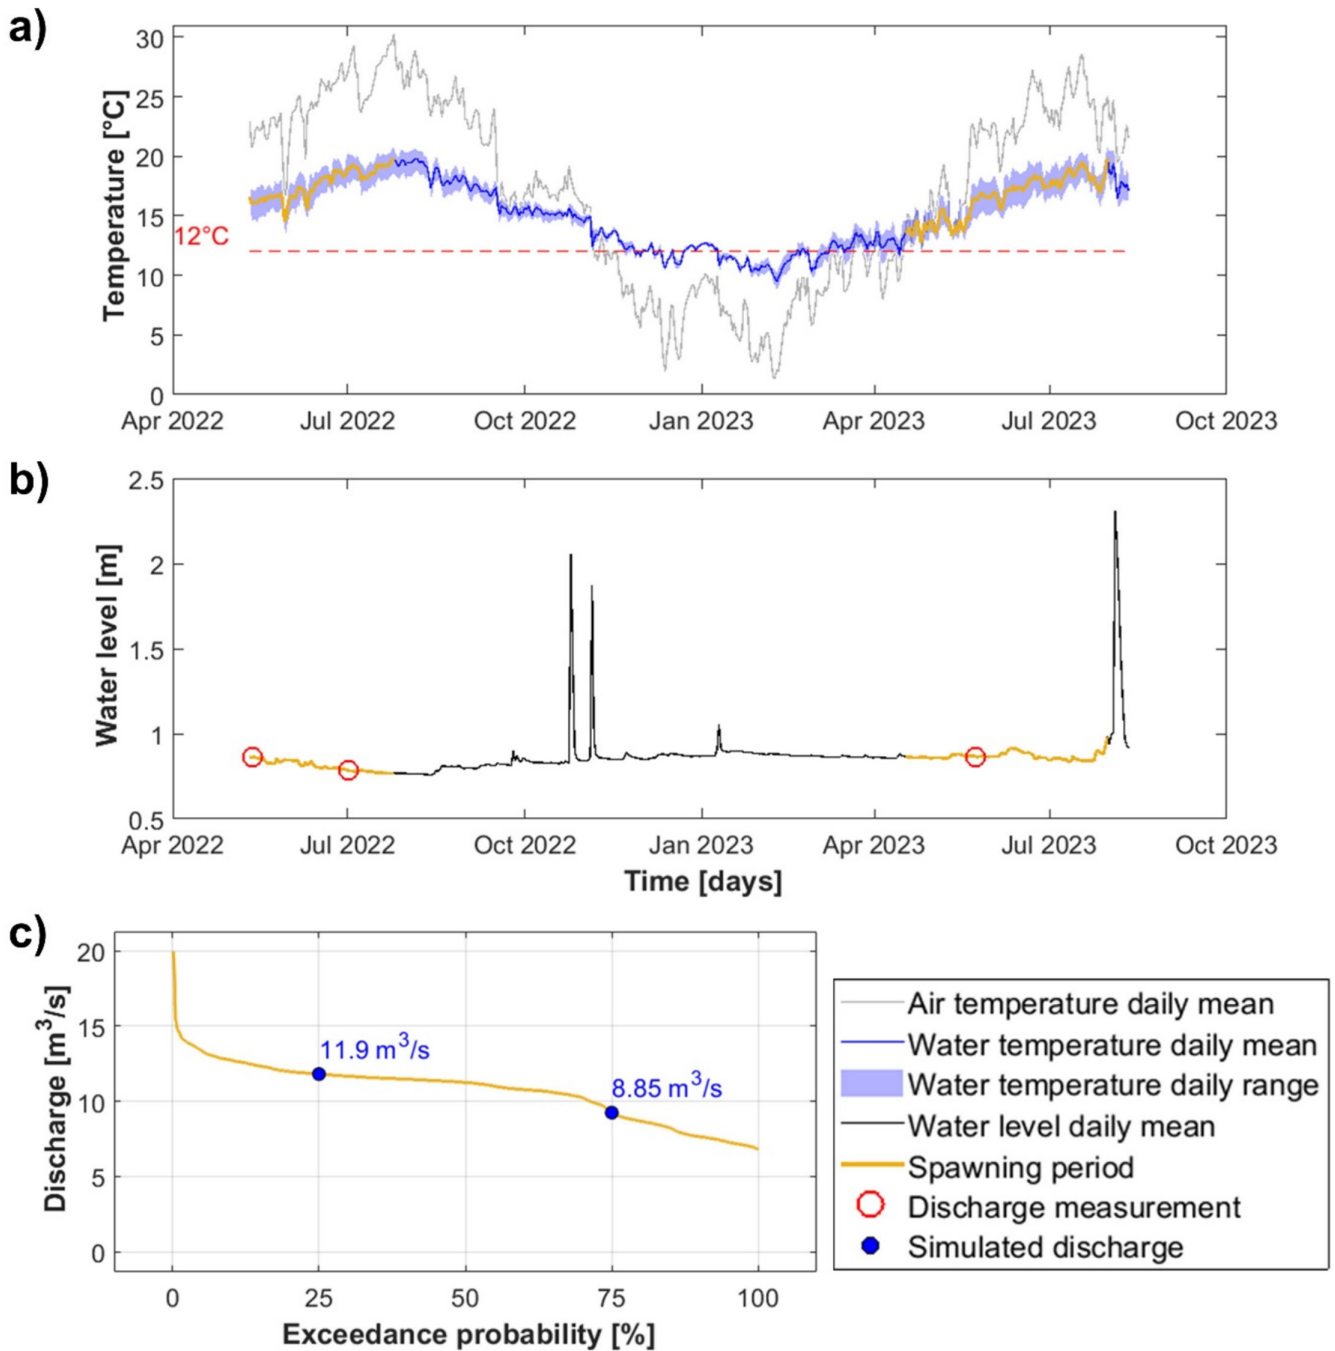 a)
30
25
20
15
12°C
10
5
0
Temperature [°C]
Apr 2022 Jul 2022 Oct 2022 Jan 2023 Apr 2023 Jul 2023 Oct 2023
b)
2.5
2
1.5
1
0.5
Water level [m]
Apr 2022 Jul 2022 Oct 2022 Jan 2023 Apr 2023 Jul 2023 Oct 2023
Time [days]
c)
20
15
10
5
0
Discharge [m³/s]
11.9 m³/s
8.85 m³/s
0 25 50 75 100
Exceedance probability [%]
Air temperature daily mean
Water temperature daily mean
Water temperature daily range
Water level daily mean
Spawning period
Discharge measurement
Simulated discharge